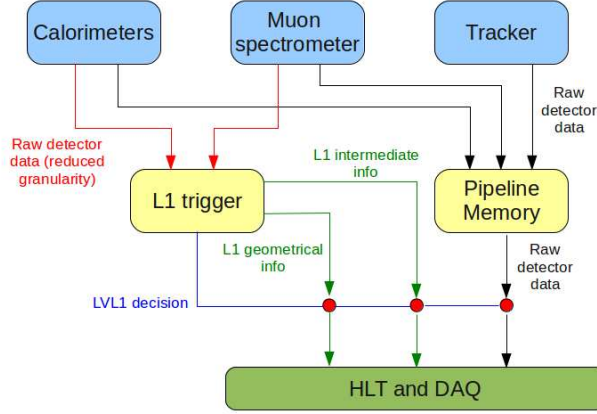 Calorimeters
Muon
spectrometer
Tracker
Raw
detector
data
Raw detector
data (reduced
granularity)
L1 intermediate
info
L1 trigger
Pipeline
Memory
L1 geometrical
info
Raw
detector
data
LVL1 decision
HLT and DAQ